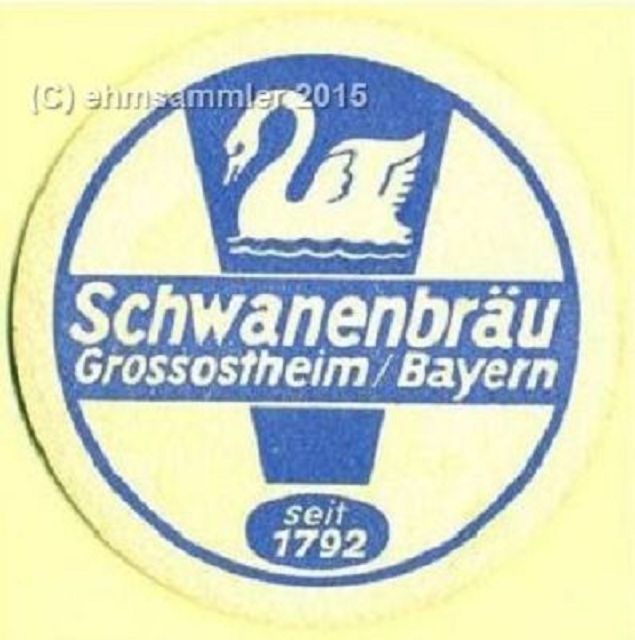 (C) ehmsammler 2015
Schwanenbräu
Grossostheim / Bayern
seit
1792